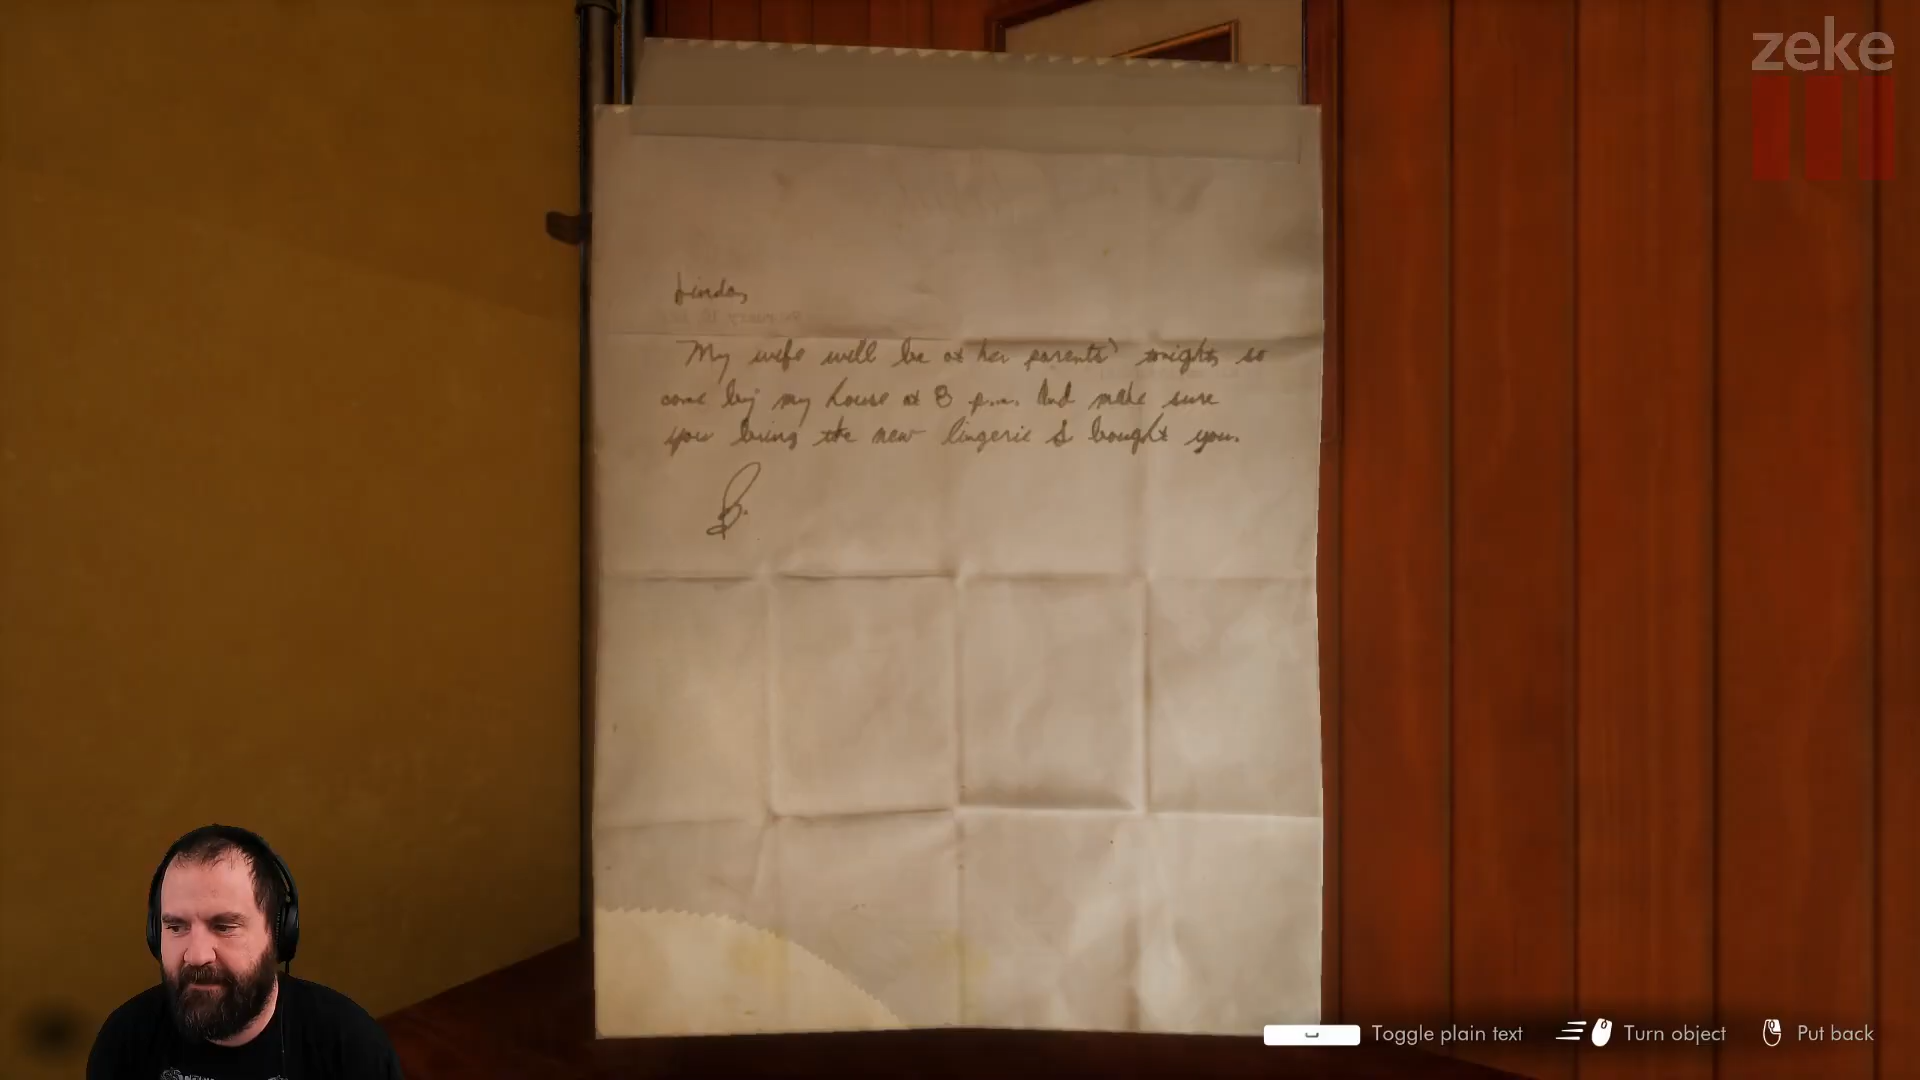 zeke
Linda,
My wife will be at her parents' tonight, so
come by my house at 8 p.m. And make sure
you bring the new lingerie I bought you.
B.
Toggle plain text
Turn object
Put back